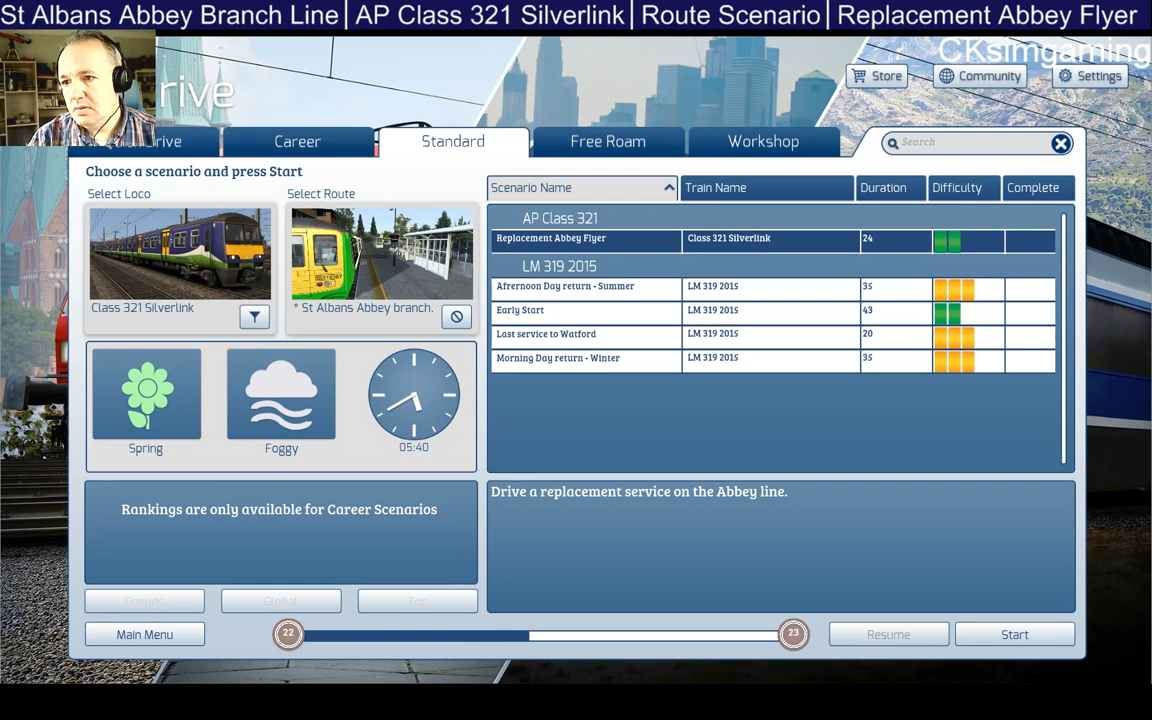 St Albans Abbey Branch Line| AP Class 321 Silverlink| Route Scenario| Replacement Abbey Flyer
CKsimgaming
rive
Store
Community
Settings
rive
Career
Standard
Free Roam
Workshop
Search
Choose a scenario and press Start
Select Loco
Select Route
Class 321 Silverlink
* St Albans Abbey branch.
Scenario Name
Train Name
Duration
Difficulty
Complete
AP Class 321
Replacement Abbey Flyer
Class 321 Silverlink
24
LM 319 2015
Afrernoon Day return - Summer
LM 319 2015
35
Early Start
LM 319 2015
43
Last service to Watford
LM 319 2015
20
Morning Day return - Winter
LM 319 2015
35
Spring
Foggy
05:40
Rankings are only available for Career Scenarios
Drive a replacement service on the Abbey line.
Friends
Global
Top
Main Menu
22
23
Resume
Start